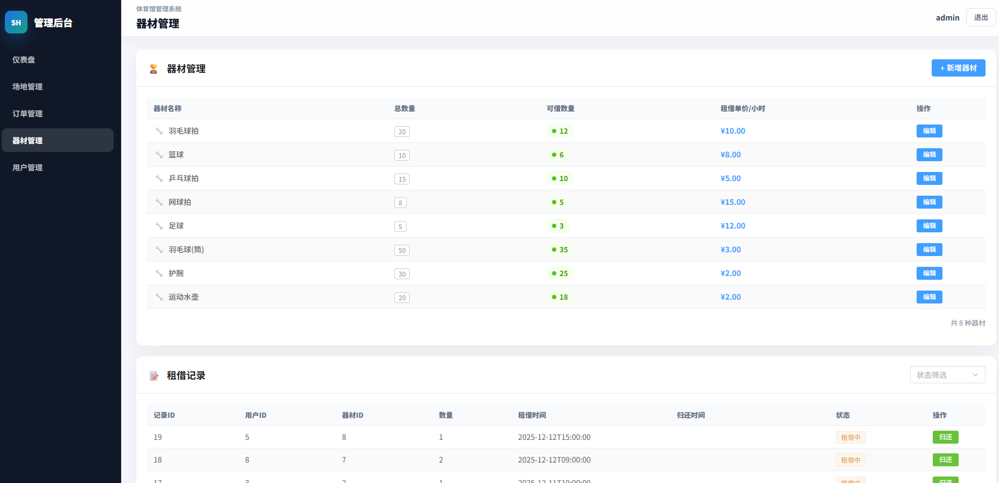 SH 管理后台
仪表盘
场地管理
订单管理
器材管理
用户管理
体育馆管理系统
器材管理
admin 退出
器材管理 + 新增器材
器材名称 总数量 可借数量 租借单价/小时 操作
羽毛球拍 20 12 ¥10.00 编辑
篮球 10 6 ¥8.00 编辑
乒乓球拍 15 10 ¥5.00 编辑
网球拍 8 5 ¥15.00 编辑
足球 5 3 ¥12.00 编辑
羽毛球(筒) 50 35 ¥3.00 编辑
护腕 30 25 ¥2.00 编辑
运动水壶 20 18 ¥2.00 编辑
共 8 种器材
租借记录 状态筛选
记录ID 用户ID 器材ID 数量 租借时间 归还时间 状态 操作
19 5 8 1 2025-12-12T15:00:00 租借中 归还
18 8 7 2 2025-12-12T09:00:00 租借中 归还
17 3 2 1 2025-12-11T10:00:00 租借中 归还